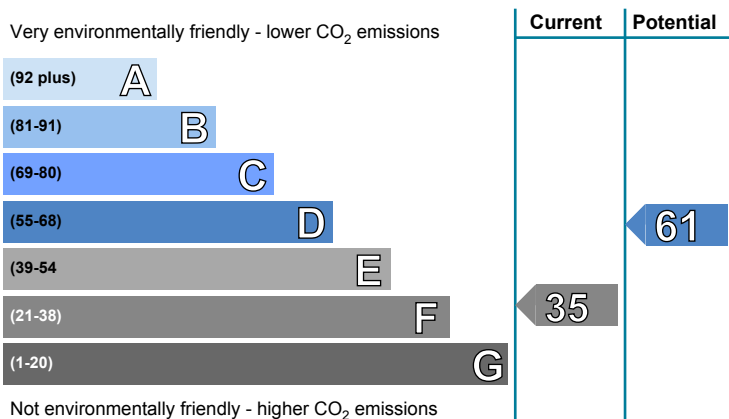 Current Potential
Very environmentally friendly - lower CO₂ emissions
(92 plus) A
(81-91) B
(69-80) C
(55-68) D
61
(39-54 E
(21-38) F
35
(1-20) G
Not environmentally friendly - higher CO₂ emissions